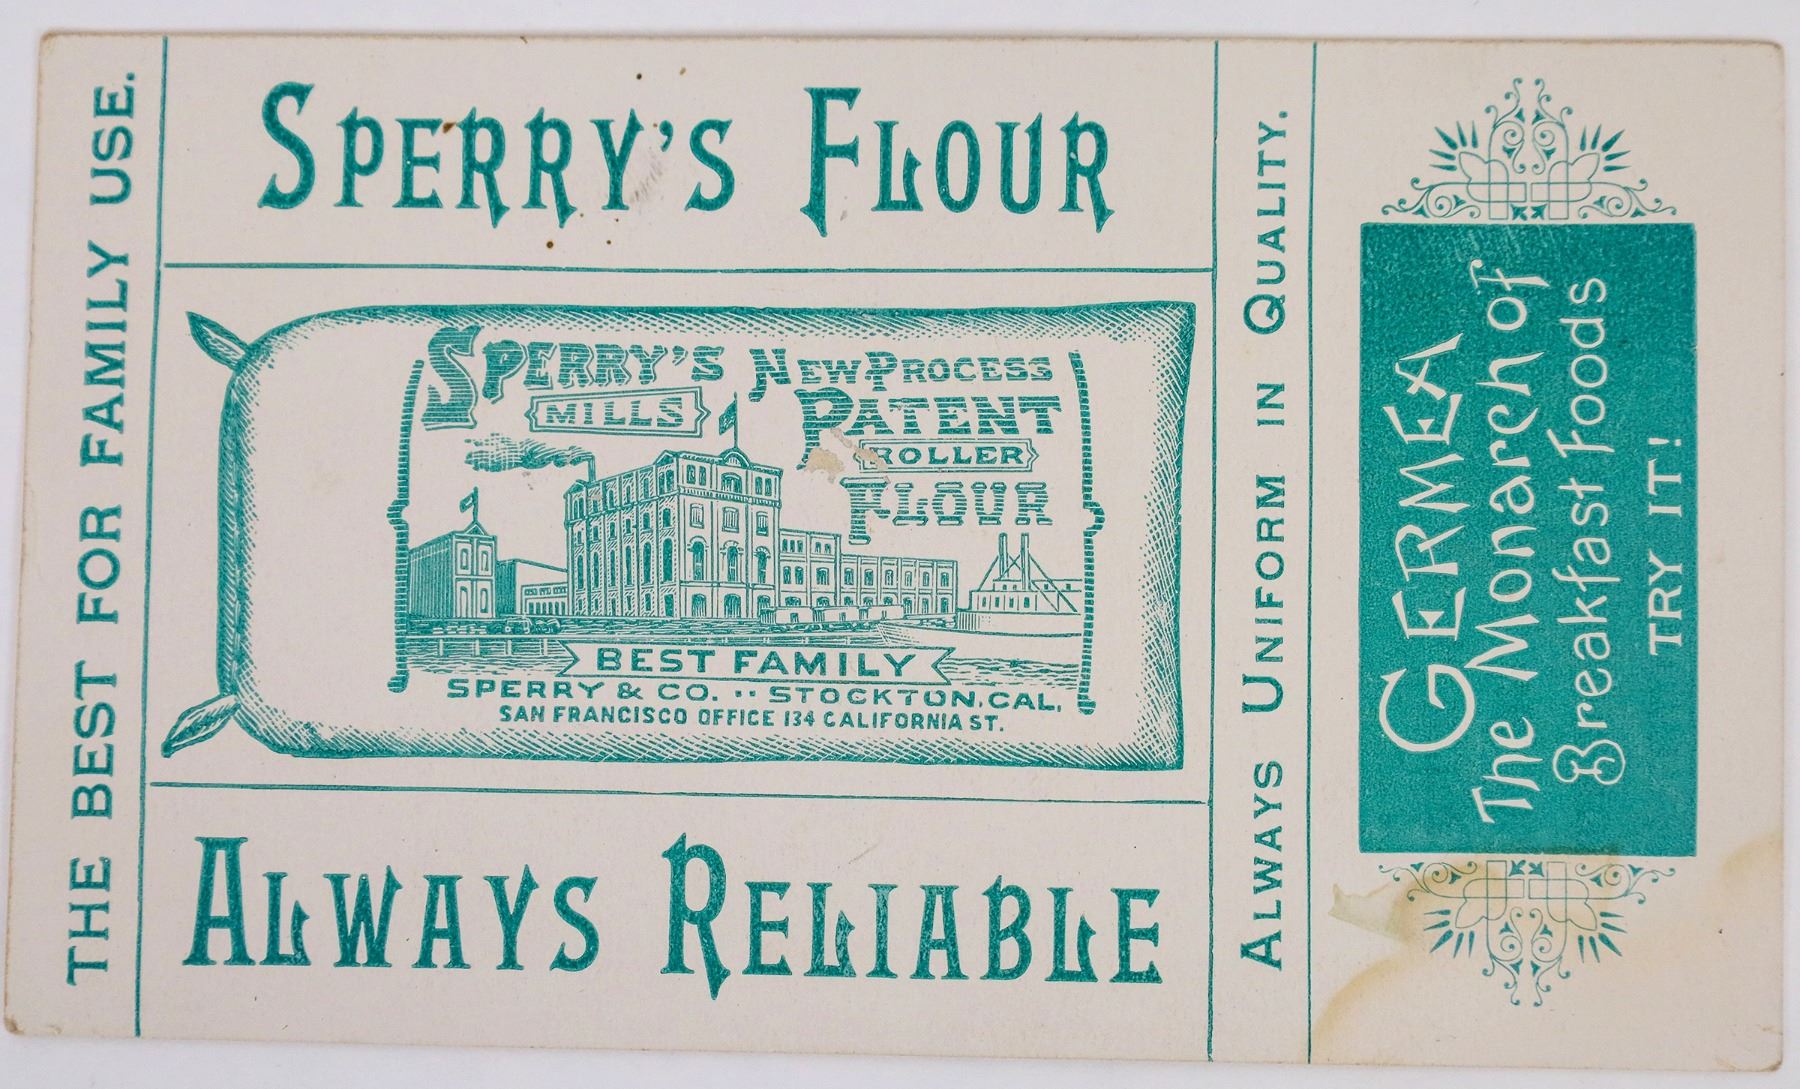 THE BEST FOR FAMILY USE.
SPERRY'S FLOUR
SPERRY'S
MILLS
NEW PROCESS
PATENT
ROLLER
FLOUR
BEST FAMILY
SPERRY & CO. ·· STOCKTON, CAL.
SAN FRANCISCO OFFICE 134 CALIFORNIA ST.
ALWAYS RELIABLE
ALWAYS UNIFORM IN QUALITY.
GERMEA
The Monarch of
Breakfast Foods
TRY IT!